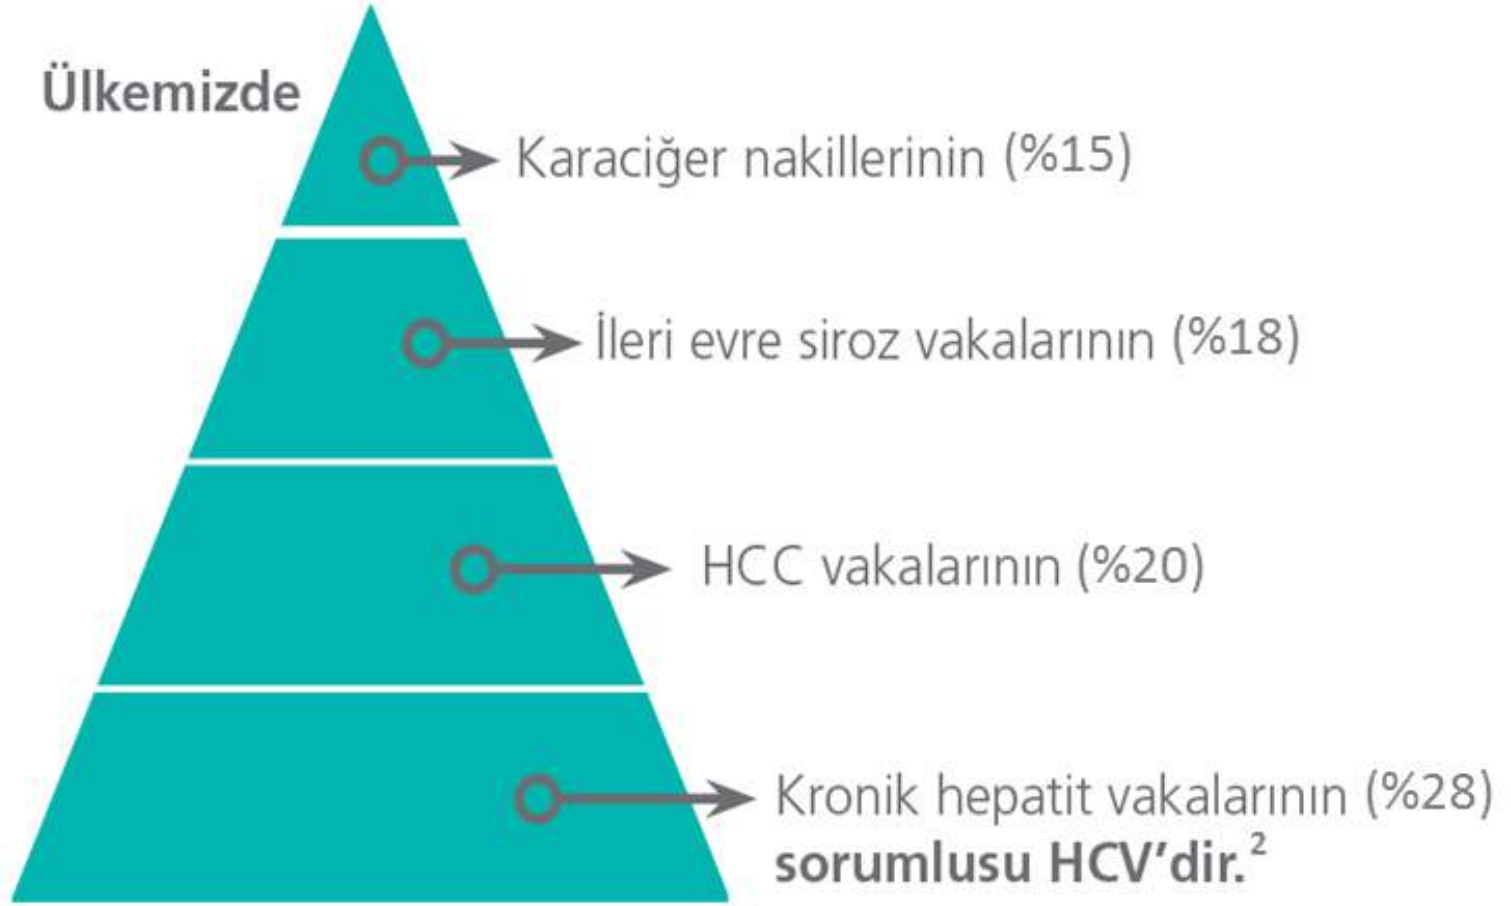 Ülkemizde
Karaciğer nakillerinin (%15)
İleri evre siroz vakalarının (%18)
HCC vakalarının (%20)
Kronik hepatit vakalarının (%28)
sorumlusu HCV’dir.²